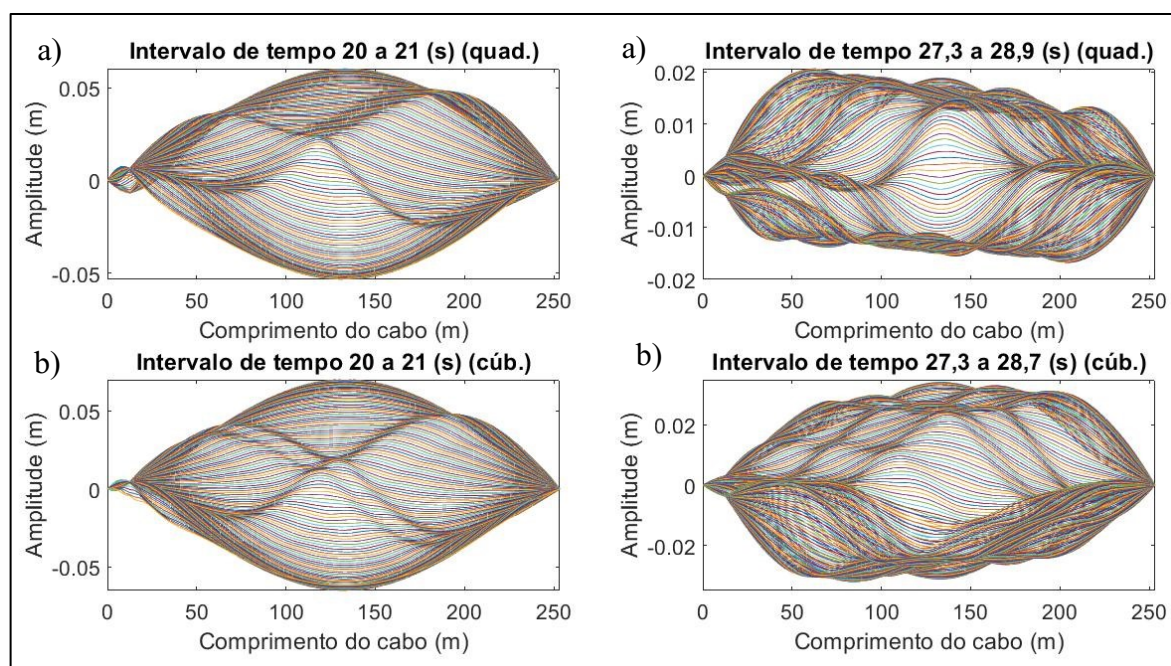 a)
Intervalo de tempo 20 a 21 (s) (quad.)
Amplitude (m)
0.05
0
-0.05
0 50 100 150 200 250
Comprimento do cabo (m)
a)
Intervalo de tempo 27,3 a 28,9 (s) (quad.)
Amplitude (m)
0.02
0.01
0
-0.01
-0.02
0 50 100 150 200 250
Comprimento do cabo (m)
b)
Intervalo de tempo 20 a 21 (s) (cúb.)
Amplitude (m)
0.05
0
-0.05
0 50 100 150 200 250
Comprimento do cabo (m)
b)
Intervalo de tempo 27,3 a 28,7 (s) (cúb.)
Amplitude (m)
0.02
0
-0.02
0 50 100 150 200 250
Comprimento do cabo (m)